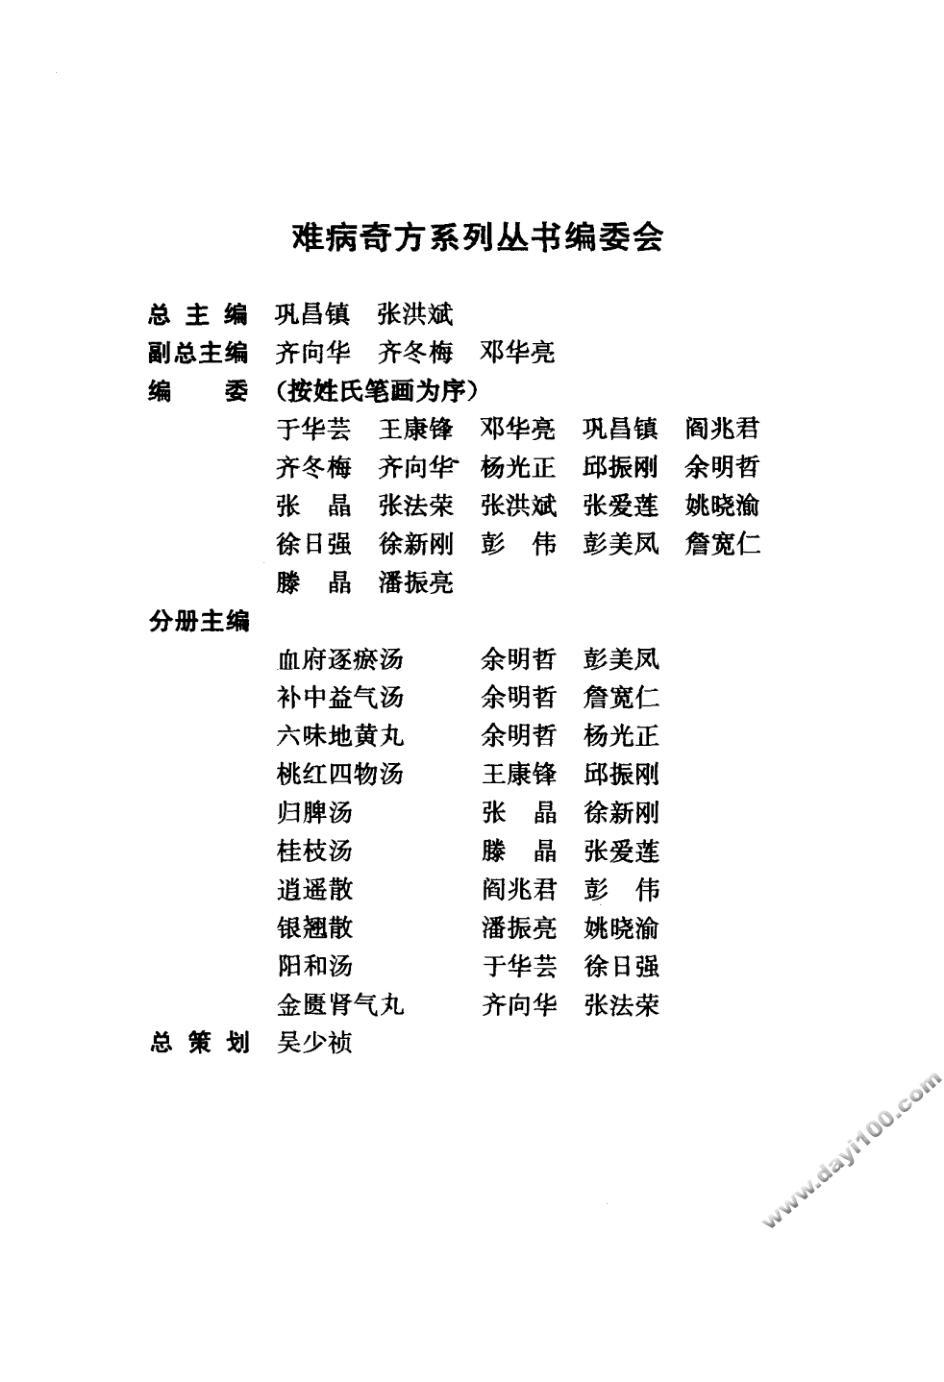 难病奇方系列丛书编委会
总 主 编 巩昌镇 张洪斌
副总主编 齐向华 齐冬梅 邓华亮
编 委 (按姓氏笔画为序)
于华芸 王康锋 邓华亮 巩昌镇 阎兆君
齐冬梅 齐向华 杨光正 邱振刚 余明哲
张 晶 张法荣 张洪斌 张爱莲 姚晓渝
徐日强 徐新刚 彭 伟 彭美凤 詹宽仁
滕 晶 潘振亮
分册主编
血府逐瘀汤 余明哲 彭美凤
补中益气汤 余明哲 詹宽仁
六味地黄丸 余明哲 杨光正
桃红四物汤 王康锋 邱振刚
归脾汤 张 晶 徐新刚
桂枝汤 滕 晶 张爱莲
逍遥散 阎兆君 彭 伟
银翘散 潘振亮 姚晓渝
阳和汤 于华芸 徐日强
金匮肾气丸 齐向华 张法荣
总 策 划 吴少祯
www.dayi100.com